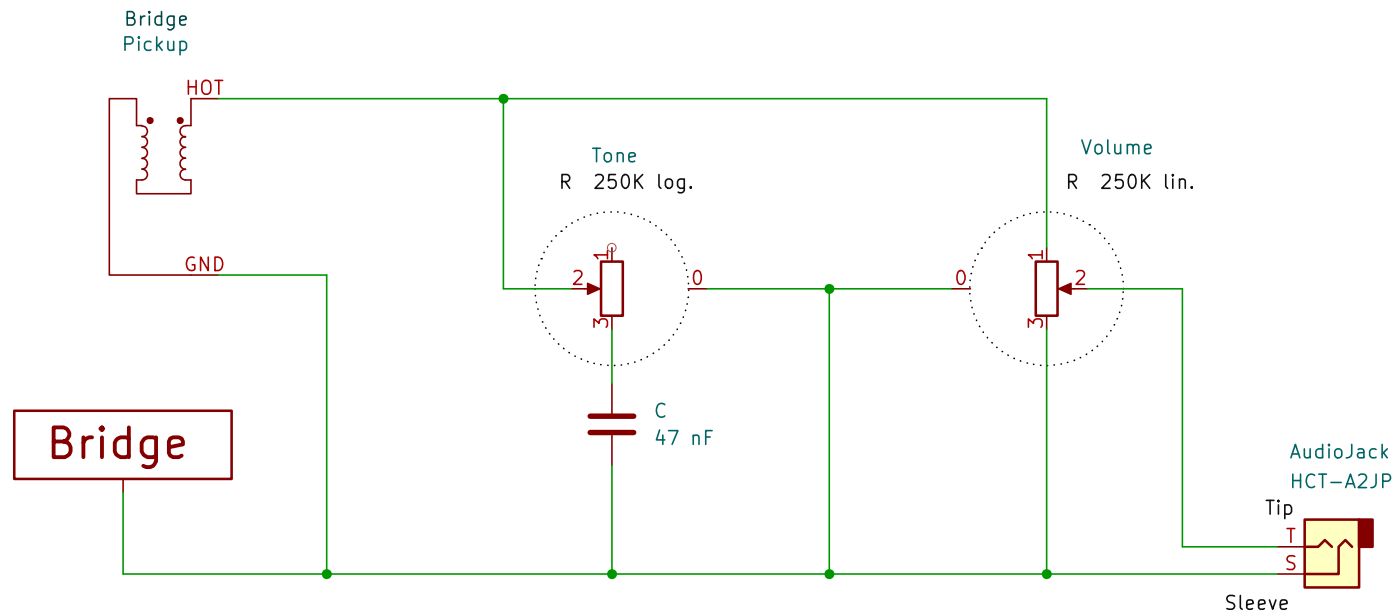 Bridge
Pickup
HOT
GND
Tone
R 250K log.
1
2
3
0
Volume
R 250K lin.
0
1
2
3
C
47 nF
Bridge
AudioJack
HCT-A2JP
Tip
T
S
Sleeve